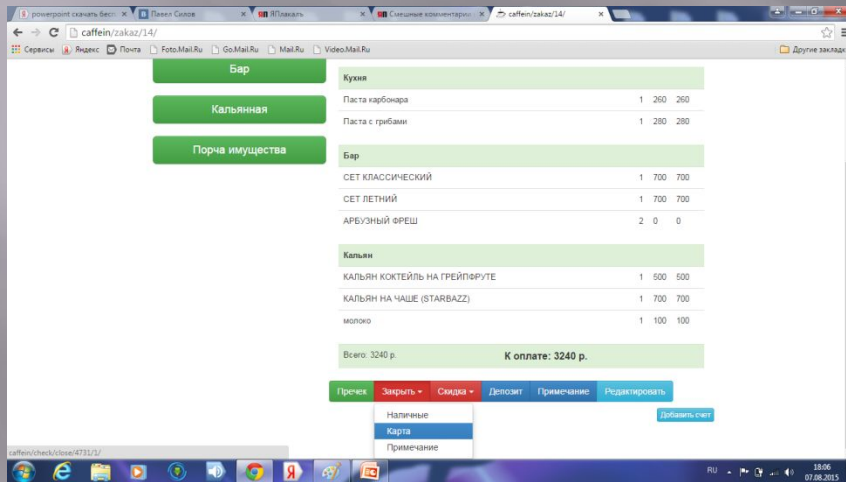 powerpoint скачать бесп
Павел Силов
ЯПлакалъ
Смешные комментарии
caffein/zakaz/14/
caffein/zakaz/14/
Сервисы Яндекс Почта Foto.Mail.Ru Go.Mail.Ru Mail.Ru Video.Mail.Ru Другие заклад
Бар
Кальянная
Порча имущества
Кухня
Паста карбонара 1 260 260
Паста с грибами 1 280 280
Бар
СЕТ КЛАССИЧЕСКИЙ 1 700 700
СЕТ ЛЕТНИЙ 1 700 700
АРБУЗНЫЙ ФРЕШ 2 0 0
Кальян
КАЛЬЯН КОКТЕЙЛЬ НА ГРЕЙПФРУТЕ 1 500 500
КАЛЬЯН НА ЧАШЕ (STARBAZZ) 1 700 700
молоко 1 100 100
Всего: 3240 р. К оплате: 3240 р.
Пречек Закрыть Скидка Депозит Примечание Редактировать
Наличные
Карта
Примечание
Добавить счет
caffein/check/close/4731/1/
RU 18:06
07.08.2015